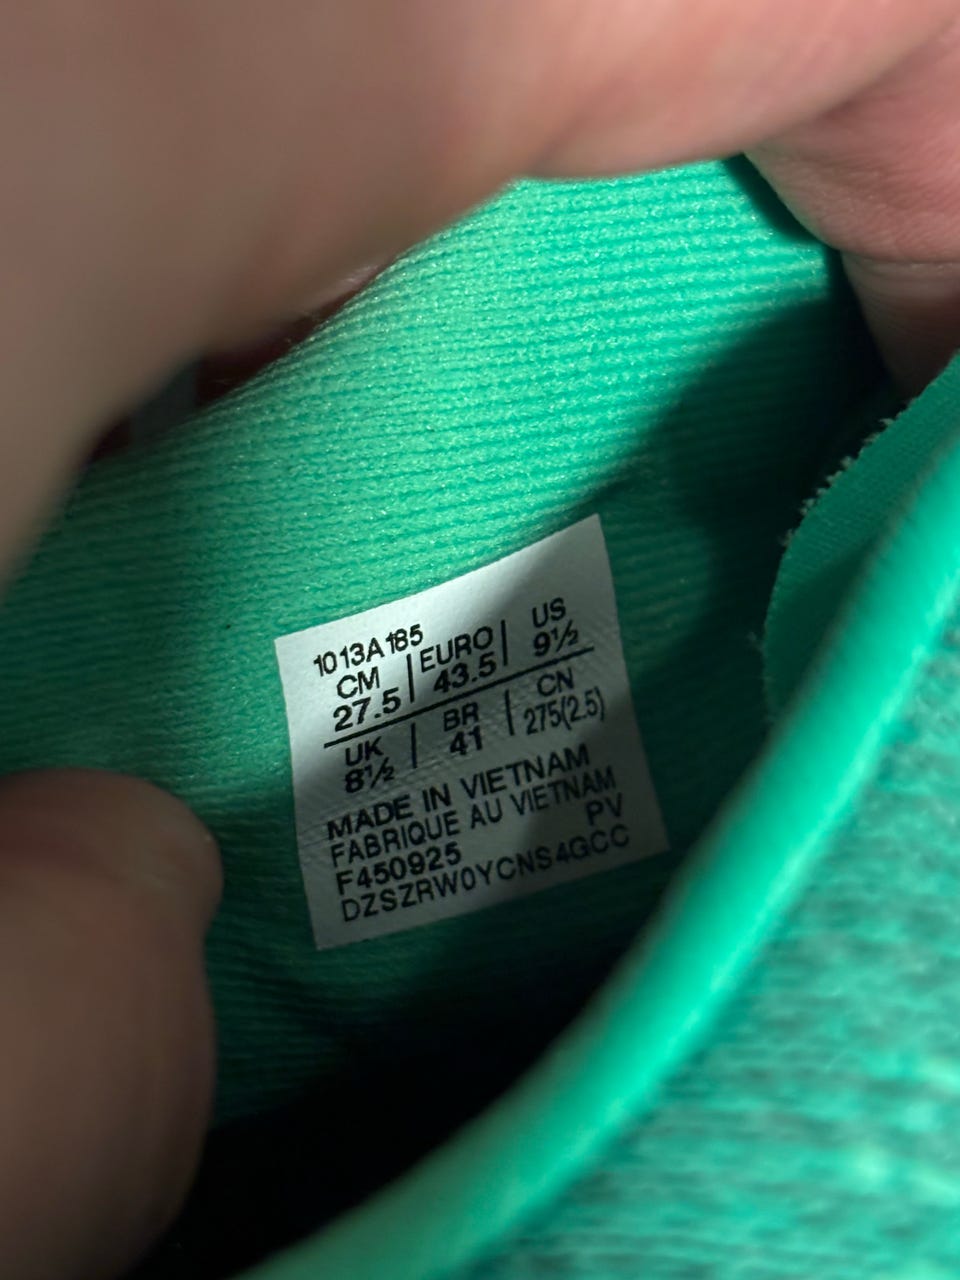 1013A185
CM | EURO | US
27.5 | 43.5 | 9½
UK | BR | CN
8½ | 41 | 275(2.5)
MADE IN VIETNAM
FABRIQUE AU VIETNAM
PV
F450925
DZSZRW0YCNS4GCC